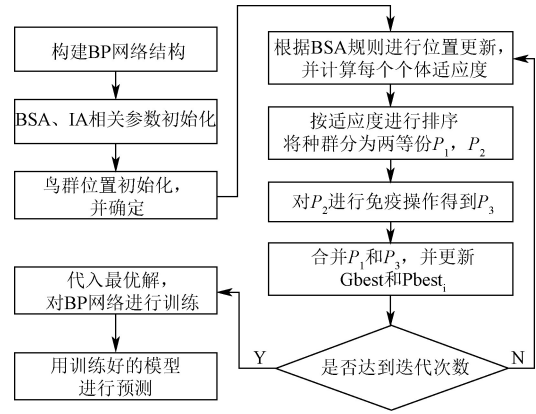 构建BP网络结构
BSA、IA相关参数初始化
鸟群位置初始化，
并确定
根据BSA规则进行位置更新，
并计算每个个体适应度
按适应度进行排序
将种群分为两等份P₁，P₂
对P₂进行免疫操作得到P₃
合并P₁和P₃，并更新
Gbest和Pbestᵢ
是否达到迭代次数
Y
N
代入最优解，
对BP网络进行训练
用训练好的模型
进行预测